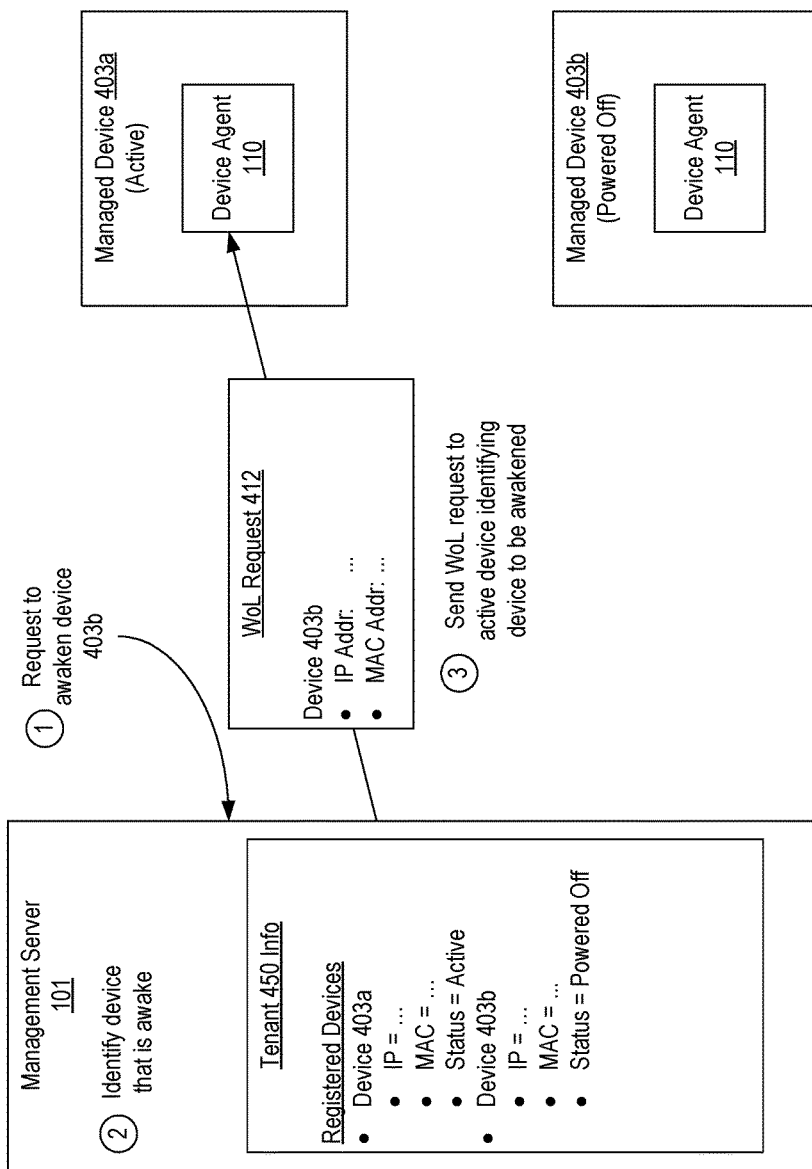 Management Server
101
2
Identify device
that is awake
Tenant 450 Info
Registered Devices
• Device 403a
• IP = ...
• MAC = ...
• Status = Active
• Device 403b
• IP = ...
• MAC = ...
• Status = Powered Off
1
Request to
awaken device
403b
WoL Request 412
Device 403b
• IP Addr: ...
• MAC Addr: ...
3
Send WoL request to
active device identifying
device to be awakened
Managed Device 403a
(Active)
Device Agent
110
Managed Device 403b
(Powered Off)
Device Agent
110